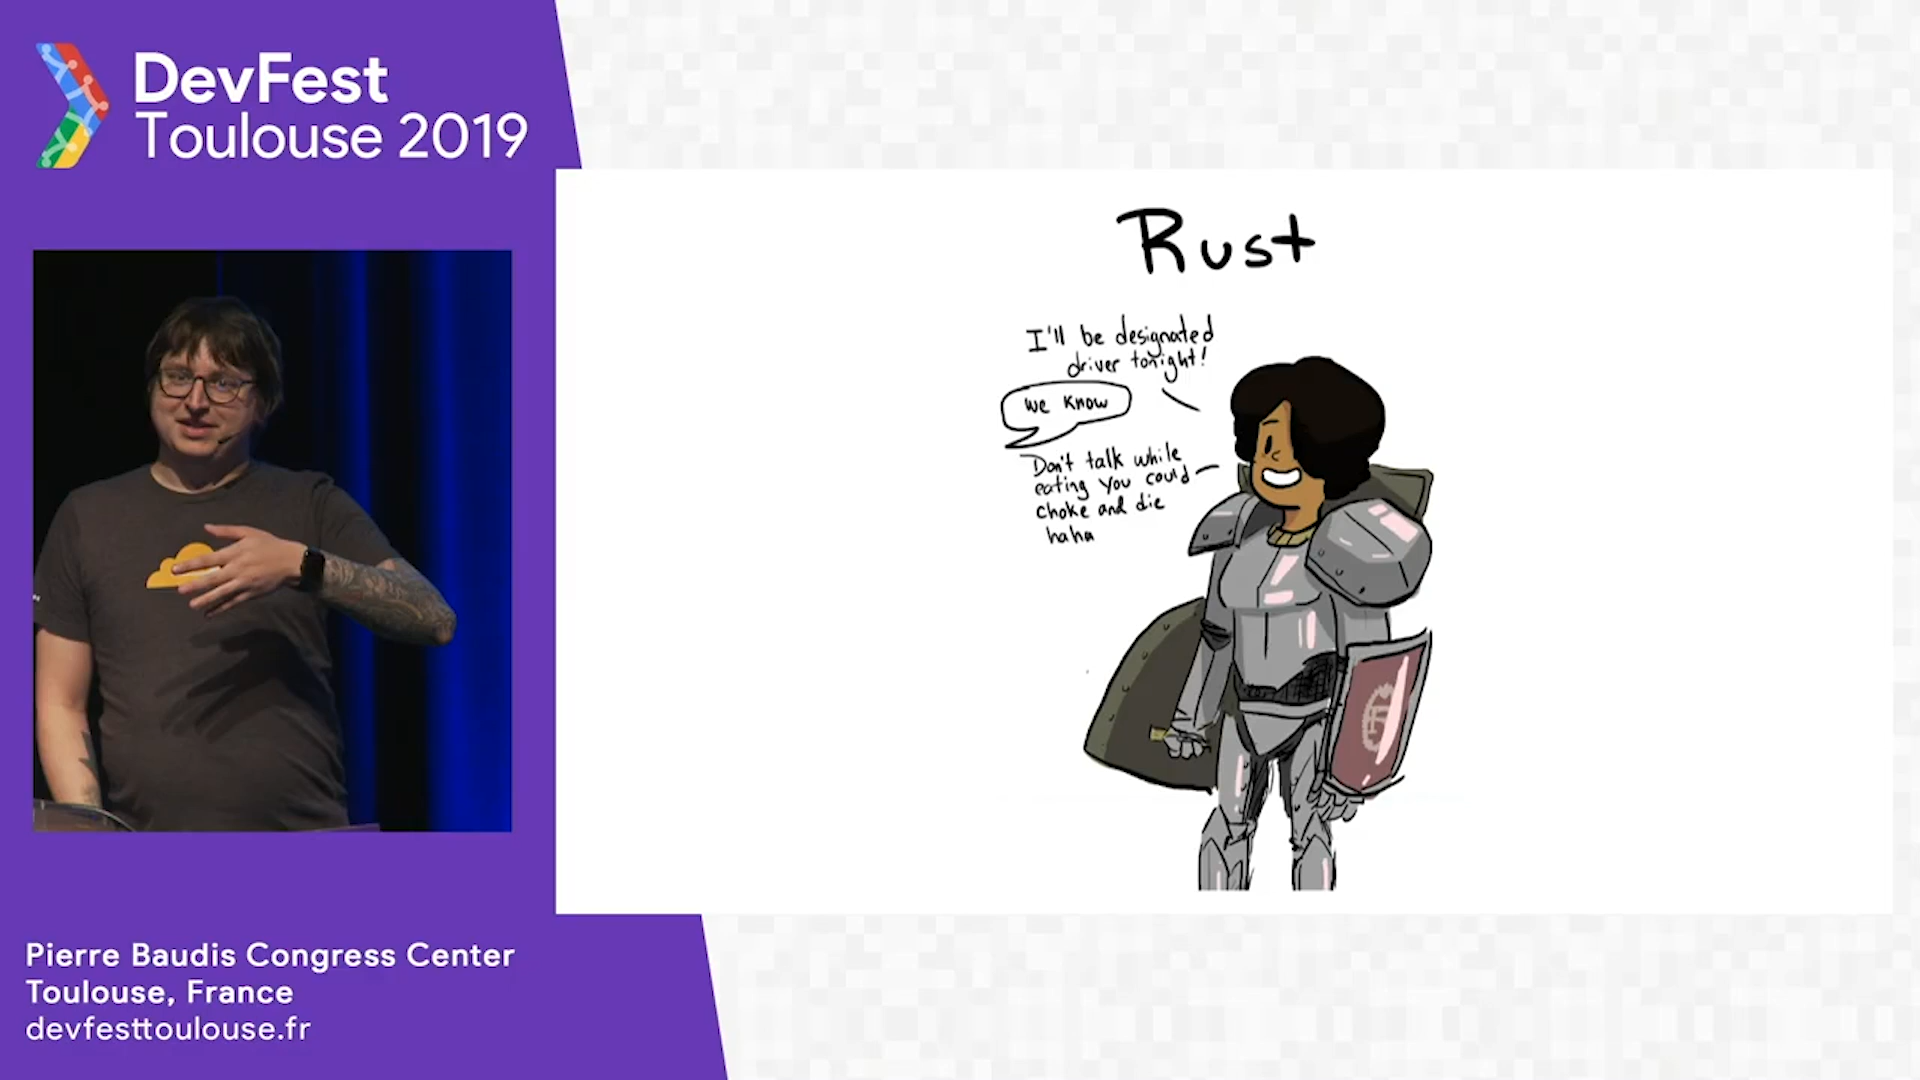 DevFest
Toulouse 2019
Rust
I'll be designated
driver tonight!
We Know
Don't talk while
eating you could
choke and die
haha
Pierre Baudis Congress Center
Toulouse, France
devfesttoulouse.fr